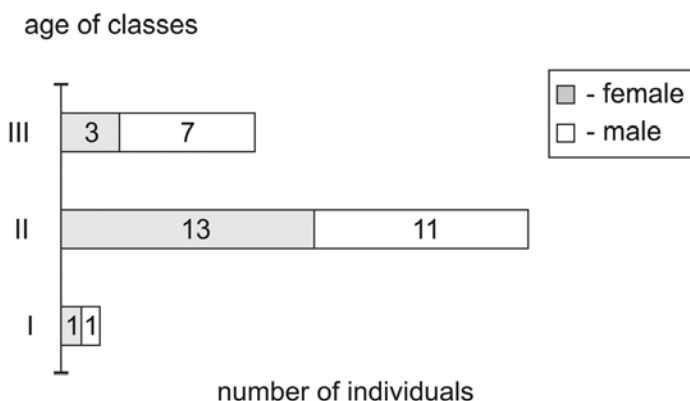 age of classes
- female
- male
III 3 7
II 13 11
I 1 1
number of individuals